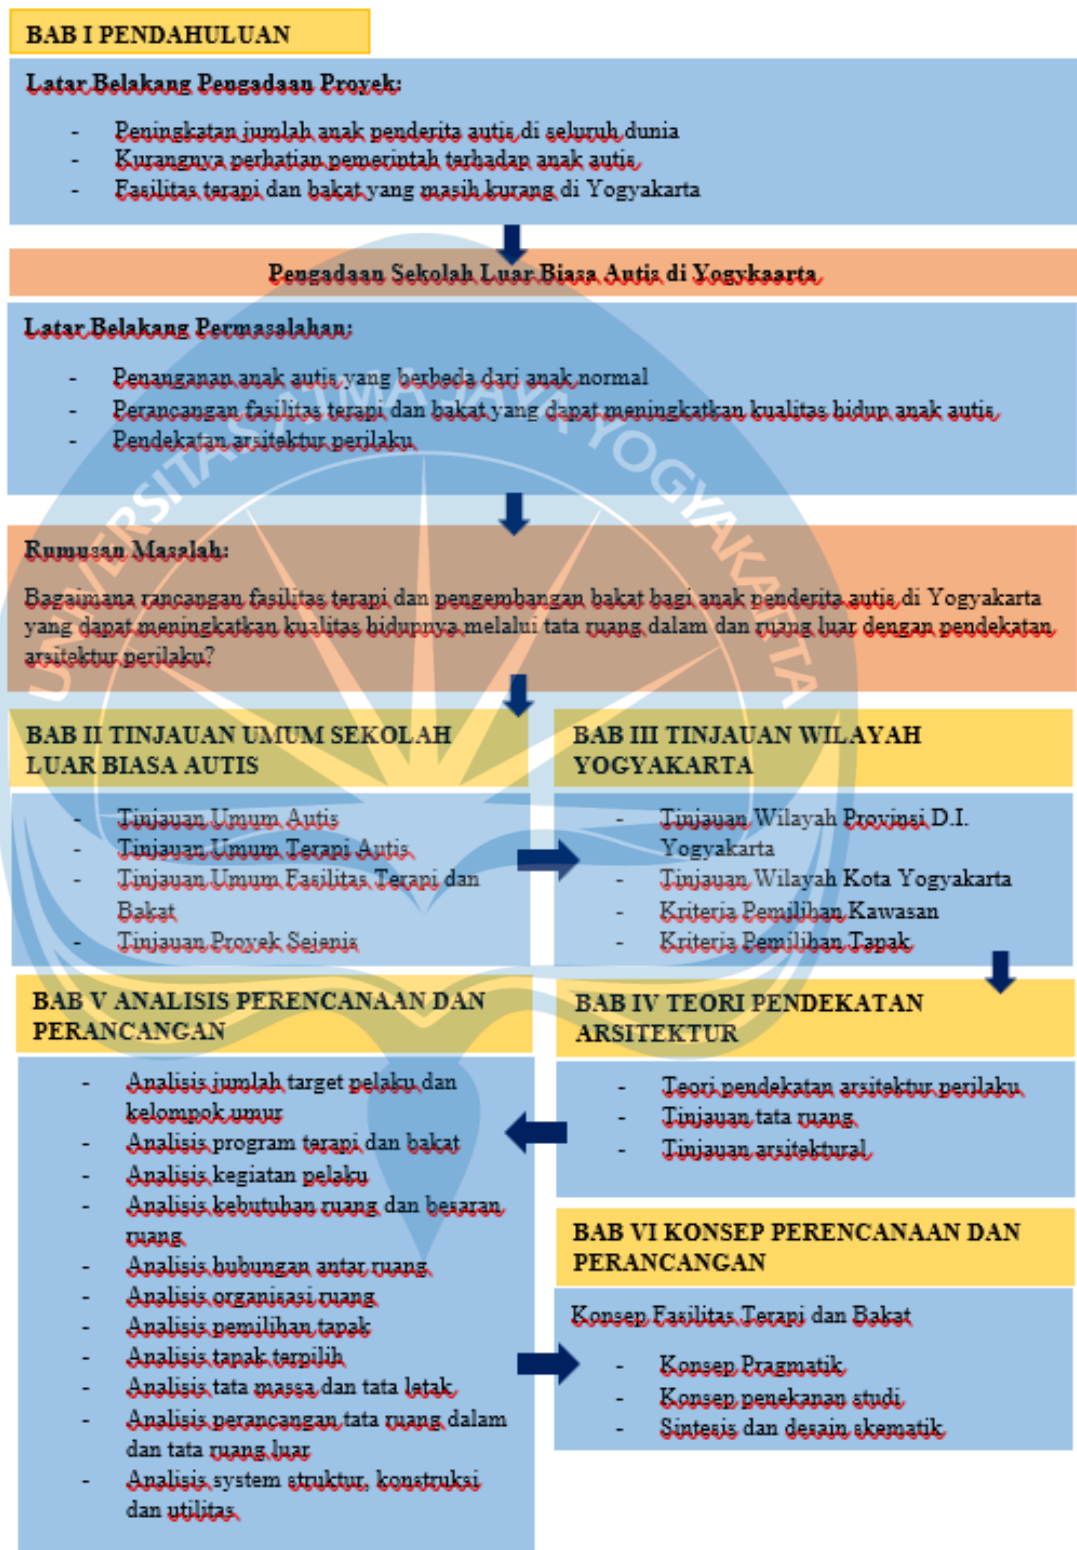 BAB I PENDAHULUAN
Latar Belakang Pengadaan Proyek:
- Peningkatan jumlah anak penderita autis di seluruh dunia
- Kurangnya perhatian pemerintah terhadap anak autis
- Fasilitas terapi dan bakat yang masih kurang di Yogyakarta
Pengadaan Sekolah Luar Biasa Autis di Yogykaarta
Latar Belakang Permasalahan:
- Penanganan anak autis yang berbeda dari anak normal
- Perancangan fasilitas terapi dan bakat yang dapat meningkatkan kualitas hidup anak autis
- Pendekatan arsitektur perilaku
UNIVERSITAS ATMA JAYA YOGYAKARTA
Rumusan Masalah:
Bagaimana rancangan fasilitas terapi dan pengembangan bakat bagi anak penderita autis di Yogyakarta
yang dapat meningkatkan kualitas hidupnya melalui tata ruang dalam dan ruang luar dengan pendekatan
arsitektur perilaku?
BAB II TINJAUAN UMUM SEKOLAH
LUAR BIASA AUTIS
- Tinjauan Umum Autis
- Tinjauan Umum Terapi Autis
- Tinjauan Umum Fasilitas Terapi dan
Bakat
- Tinjauan Proyek Sejenis
BAB III TINJAUAN WILAYAH
YOGYAKARTA
- Tinjauan Wilayah Provinsi D.I.
Yogyakarta
- Tinjauan Wilayah Kota Yogyakarta
- Kriteria Pemilihan Kawasan
- Kriteria Pemilihan Tapak
BAB IV TEORI PENDEKATAN
ARSITEKTUR
- Teori pendekatan arsitektur perilaku
- Tinjauan tata ruang
- Tinjauan arsitektural
BAB V ANALISIS PERENCANAAN DAN
PERANCANGAN
- Analisis jumlah target pelaku dan
kelompok umur
- Analisis program terapi dan bakat
- Analisis kegiatan pelaku
- Analisis kebutuhan ruang dan besaran
ruang
- Analisis hubungan antar ruang
- Analisis organisasi ruang
- Analisis pemilihan tapak
- Analisis tapak terpilih
- Analisis tata massa dan tata letak
- Analisis perancangan tata ruang dalam
dan tata ruang luar
- Analisis system struktur, konstruksi
dan utilitas
BAB VI KONSEP PERENCANAAN DAN
PERANCANGAN
Konsep Fasilitas Terapi dan Bakat
- Konsep Pragmatik
- Konsep penekanan studi
- Sintesis dan desain skematik